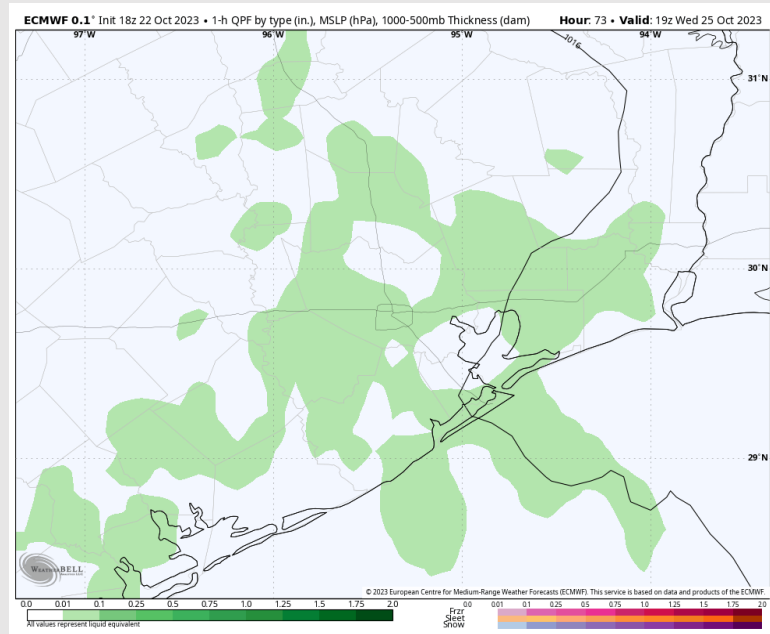 ECMWF 0.1° Init 18z 22 Oct 2023 • 1-h QPF by type (in.), MSLP (hPa), 1000-500mb Thickness (dam) Hour: 73 • Valid: 19z Wed 25 Oct 2023
97°W 96°W 95°W 94°W
1016
31°N
30°N
29°N
WEATHERBELL
© 2023 European Centre for Medium-Range Weather Forecasts (ECMWF). This service is based on data and products of the ECMWF.
0.0 0.01 0.1 0.25 0.5 0.75 1.0 1.25 1.5 1.75 2.0
All values represent liquid equivalent
0.0 0.01 0.1 0.25 0.5 0.75 1.0 1.25 1.5 1.75 2.0
Frzr
Sleet
Snow